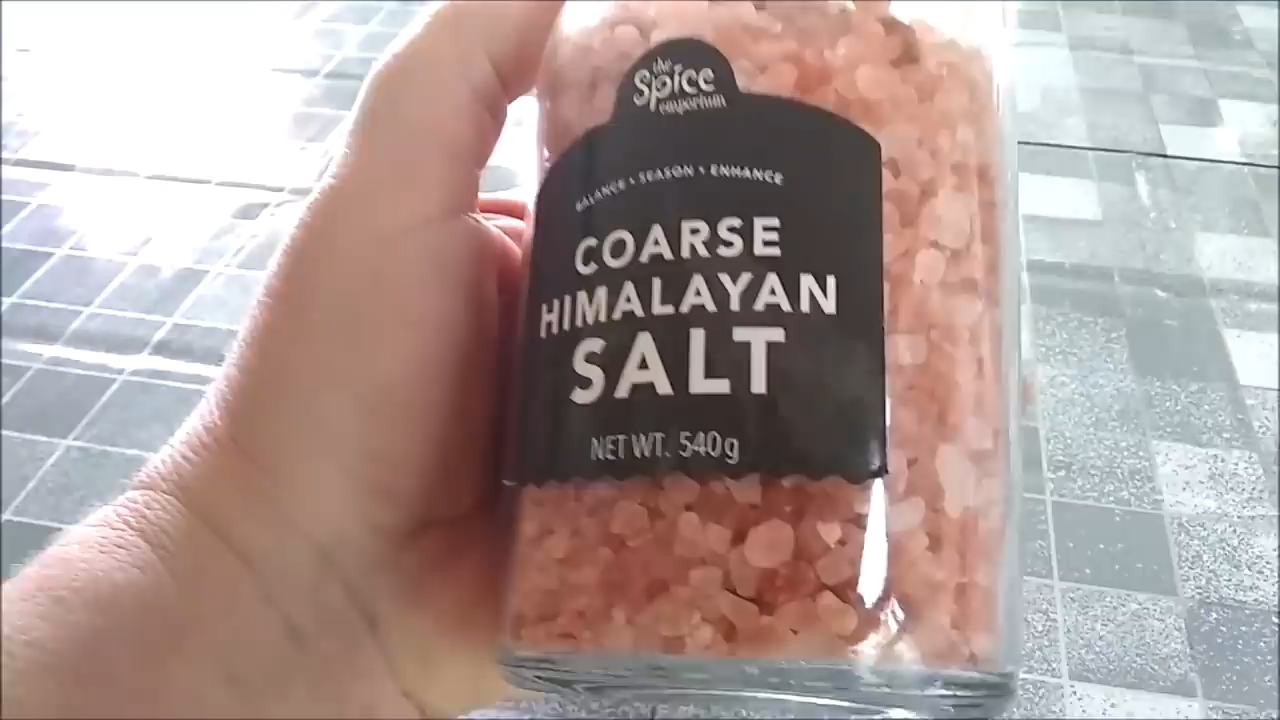 the
Spice
emporium
BALANCE • SEASON • ENHANCE
COARSE
HIMALAYAN
SALT
NET WT. 540g